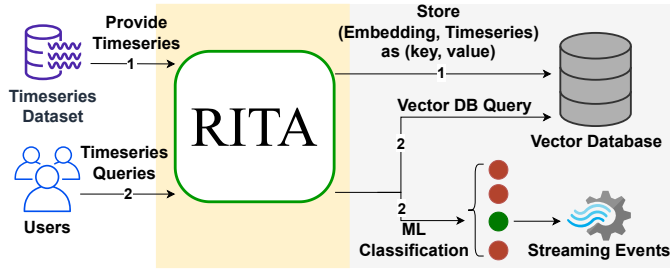 Provide
Timeseries
1
Timeseries
Dataset
Timeseries
Queries
2
Users
RITA
Store
(Embedding, Timeseries)
as (key, value)
1
Vector DB Query
2
Vector Database
2
ML
Classification
Streaming Events